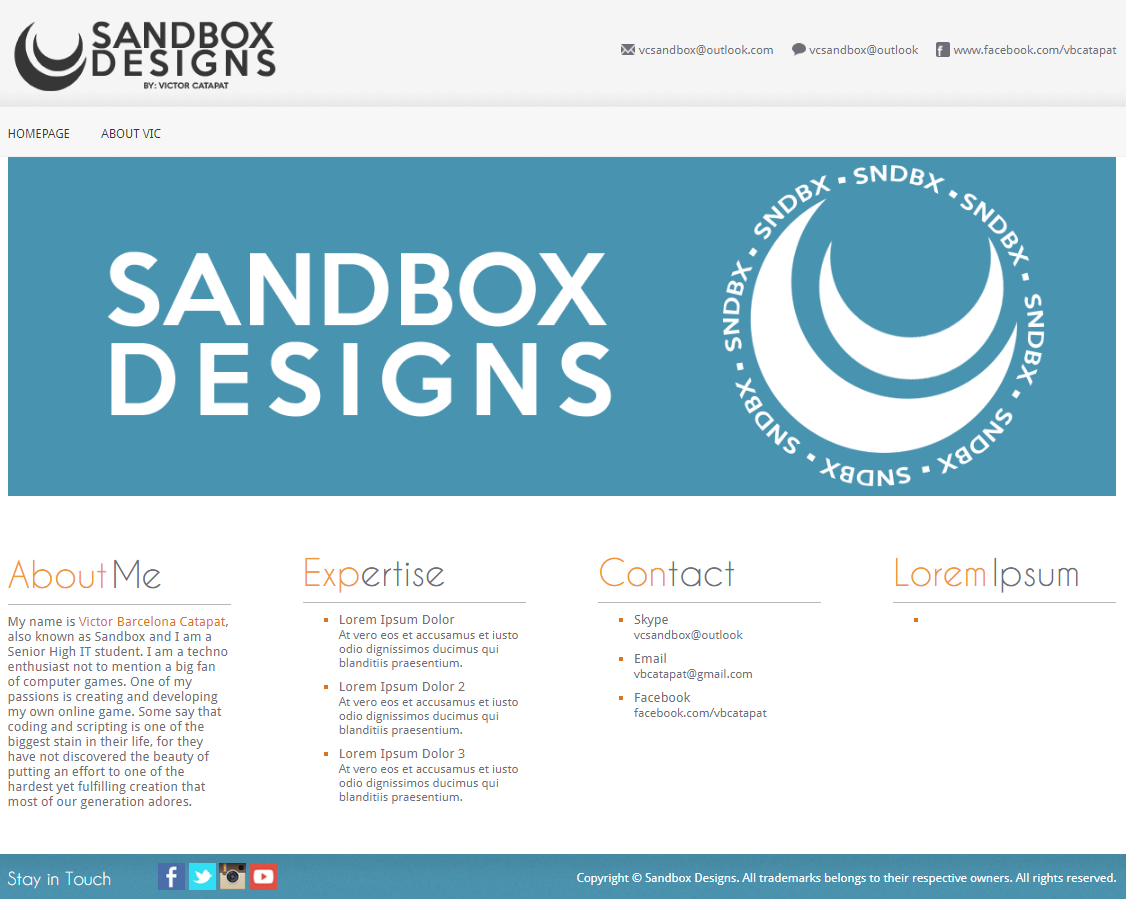 SANDBOX
DESIGNS
BY: VICTOR CATAPAT
vcsandbox@outlook.com vcsandbox@outlook www.facebook.com/vbcatapat
HOMEPAGE ABOUT VIC
SANDBOX
DESIGNS
SNDBX ▪ SNDBX ▪ SNDBX ▪ SNDBX ▪ SNDBX ▪ SNDBX ▪ SNDBX ▪ SNDBX ▪
About Me
My name is Victor Barcelona Catapat,
also known as Sandbox and I am a
Senior High IT student. I am a techno
enthusiast not to mention a big fan
of computer games. One of my
passions is creating and developing
my own online game. Some say that
coding and scripting is one of the
biggest stain in their life, for they
have not discovered the beauty of
putting an effort to one of the
hardest yet fulfilling creation that
most of our generation adores.
Expertise
Lorem Ipsum Dolor
At vero eos et accusamus et iusto
odio dignissimos ducimus qui
blanditiis praesentium.
Lorem Ipsum Dolor 2
At vero eos et accusamus et iusto
odio dignissimos ducimus qui
blanditiis praesentium.
Lorem Ipsum Dolor 3
At vero eos et accusamus et iusto
odio dignissimos ducimus qui
blanditiis praesentium.
Contact
Skype
vcsandbox@outlook
Email
vbcatapat@gmail.com
Facebook
facebook.com/vbcatapat
Lorem Ipsum
Stay in Touch
Copyright © Sandbox Designs. All trademarks belongs to their respective owners. All rights reserved.